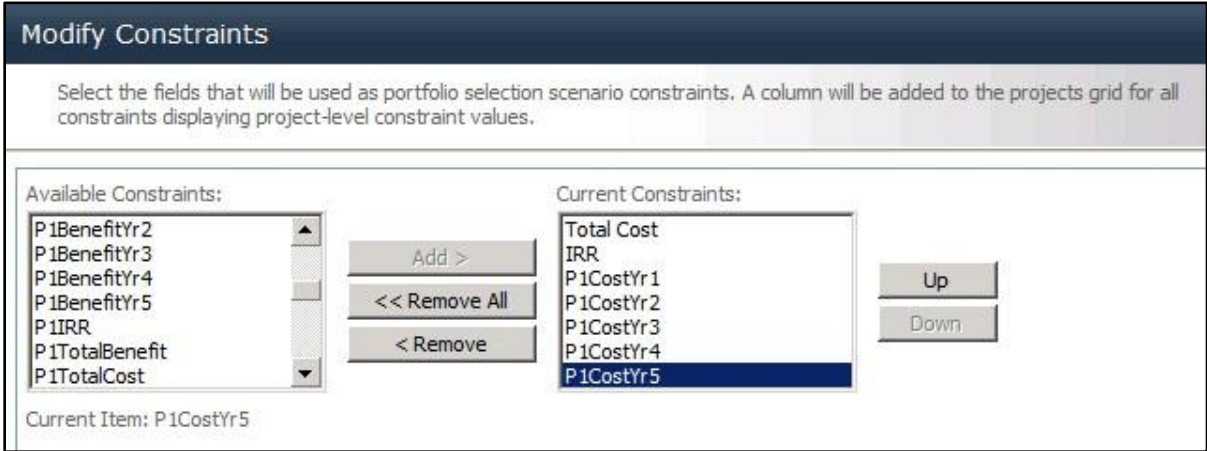 Modify Constraints
Select the fields that will be used as portfolio selection scenario constraints. A column will be added to the projects grid for all
constraints displaying project-level constraint values.
Available Constraints:
P1BenefitYr2
P1BenefitYr3
P1BenefitYr4
P1BenefitYr5
P1IRR
P1TotalBenefit
P1TotalCost
Add >
<< Remove All
< Remove
Current Constraints:
Total Cost
IRR
P1CostYr1
P1CostYr2
P1CostYr3
P1CostYr4
P1CostYr5
Up
Down
Current Item: P1CostYr5